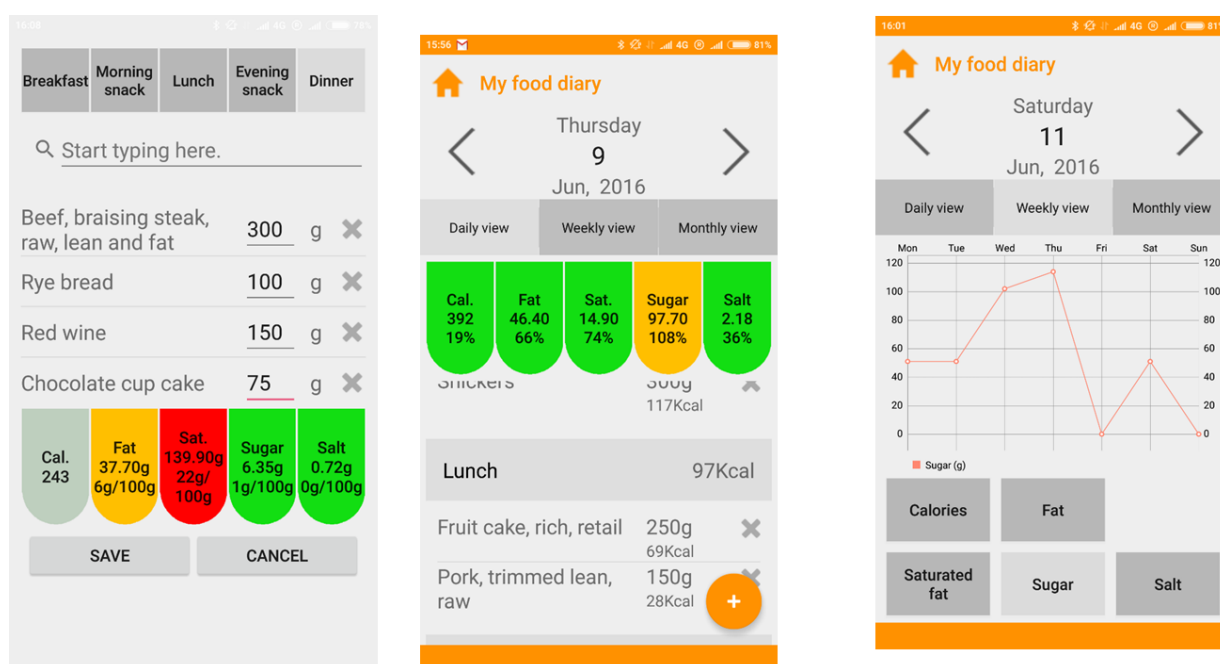 16:08
78%
Breakfast
Morning
snack
Lunch
Evening
snack
Dinner
Start typing here.
Beef, braising steak,
raw, lean and fat
300 g
Rye bread
100 g
Red wine
150 g
Chocolate cup cake
75 g
Cal.
243
Fat
37.70g
6g/100g
Sat.
139.90g
22g/
100g
Sugar
6.35g
1g/100g
Salt
0.72g
0g/100g
SAVE
CANCEL
15:56
4G
81%
My food diary
Thursday
9
Jun, 2016
Daily view
Weekly view
Monthly view
Cal.
392
19%
Fat
46.40
66%
Sat.
14.90
74%
Sugar
97.70
108%
Salt
2.18
36%
Snickers
300g
117Kcal
Lunch
97Kcal
Fruit cake, rich, retail
250g
69Kcal
Pork, trimmed lean,
raw
150g
28Kcal
+
16:01
4G
81%
My food diary
Saturday
11
Jun, 2016
Daily view
Weekly view
Monthly view
Mon Tue Wed Thu Fri Sat Sun
120 120
100 100
80 80
60 60
40 40
20 20
0 0
Sugar (g)
Calories
Fat
Saturated
fat
Sugar
Salt